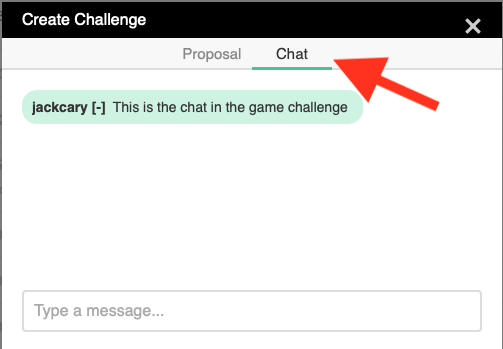 Create Challenge ×
Proposal Chat
jackcary [-] This is the chat in the game challenge
Type a message...